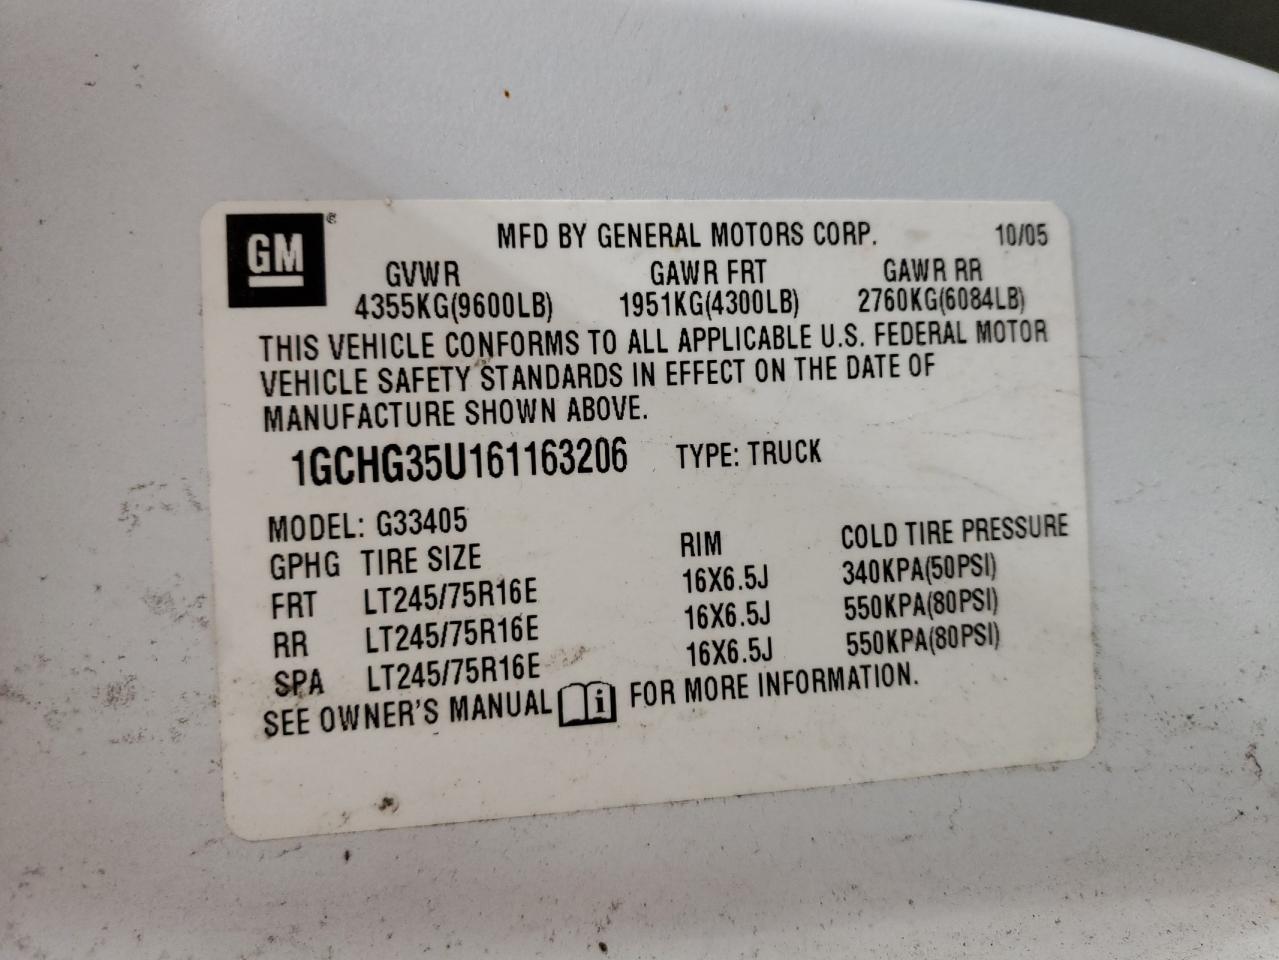 GM®
MFD BY GENERAL MOTORS CORP. 10/05
GVWR GAWR FRT GAWR RR
4355KG(9600LB) 1951KG(4300LB) 2760KG(6084LB)
THIS VEHICLE CONFORMS TO ALL APPLICABLE U.S. FEDERAL MOTOR
VEHICLE SAFETY STANDARDS IN EFFECT ON THE DATE OF
MANUFACTURE SHOWN ABOVE.
1GCHG35U161163206 TYPE: TRUCK
MODEL: G33405
GPHG TIRE SIZE RIM COLD TIRE PRESSURE
FRT LT245/75R16E 16X6.5J 340KPA(50PSI)
RR LT245/75R16E 16X6.5J 550KPA(80PSI)
SPA LT245/75R16E 16X6.5J 550KPA(80PSI)
SEE OWNER'S MANUAL i FOR MORE INFORMATION.